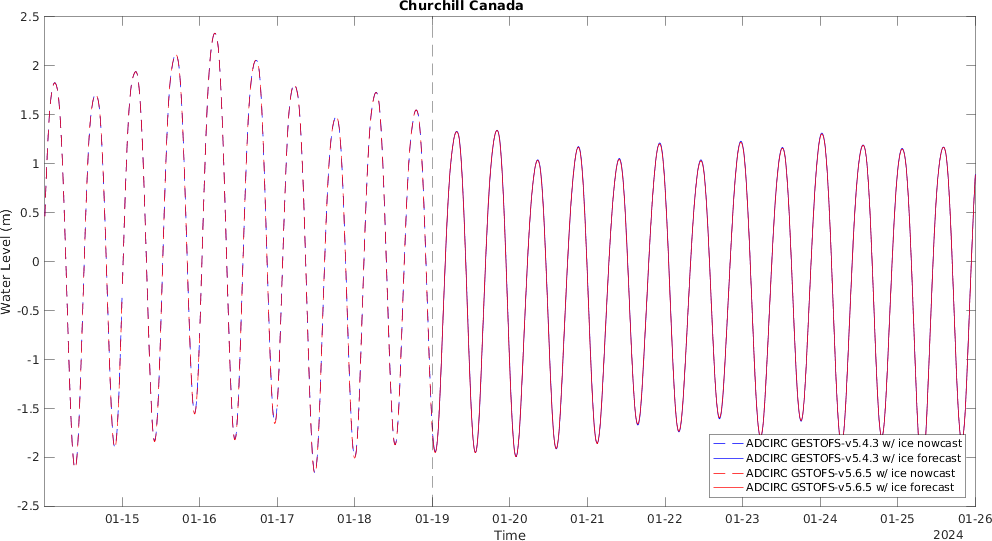 Churchill Canada
2.5
2
1.5
1
0.5
0
-0.5
-1
-1.5
-2
-2.5
Water Level (m)
ADCIRC GESTOFS-v5.4.3 w/ ice nowcast
ADCIRC GESTOFS-v5.4.3 w/ ice forecast
ADCIRC GSTOFS-v5.6.5 w/ ice nowcast
ADCIRC GSTOFS-v5.6.5 w/ ice forecast
01-15 01-16 01-17 01-18 01-19 01-20 01-21 01-22 01-23 01-24 01-25 01-26
Time
2024